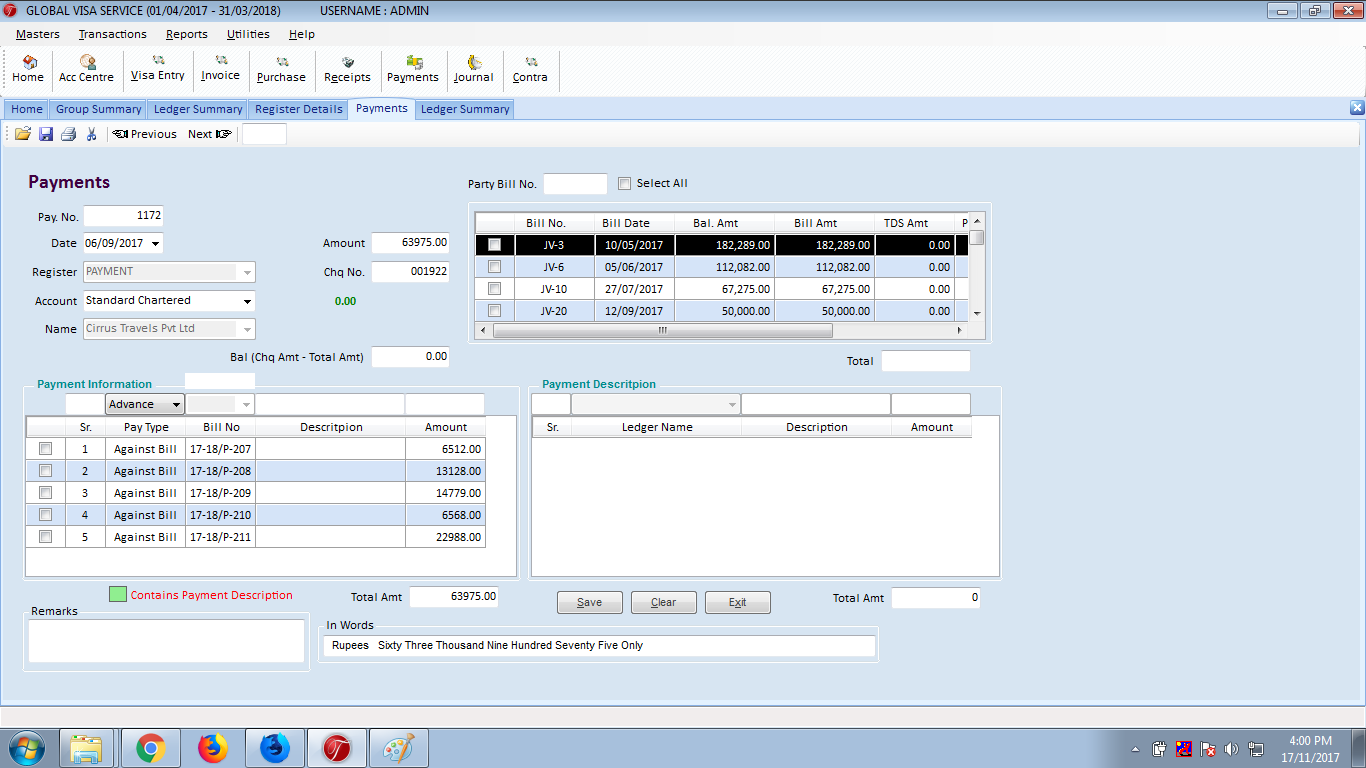 GLOBAL VISA SERVICE (01/04/2017 - 31/03/2018) USERNAME : ADMIN
Masters Transactions Reports Utilities Help
Home Acc Centre Visa Entry Invoice Purchase Receipts Payments Journal Contra
Home Group Summary Ledger Summary Register Details Payments Ledger Summary
Previous Next
Payments
Party Bill No. Select All
Pay. No. 1172
Date 06/09/2017 Amount 63975.00
Register PAYMENT Chq No. 001922
Account Standard Chartered 0.00
Name Cirrus Travels Pvt Ltd
Bal (Chq Amt - Total Amt) 0.00
Bill No. Bill Date Bal. Amt Bill Amt TDS Amt P
JV-3 10/05/2017 182,289.00 182,289.00 0.00
JV-6 05/06/2017 112,082.00 112,082.00 0.00
JV-10 27/07/2017 67,275.00 67,275.00 0.00
JV-20 12/09/2017 50,000.00 50,000.00 0.00
Total
Payment Information
Advance
Sr. Pay Type Bill No Descritpion Amount
1 Against Bill 17-18/P-207 6512.00
2 Against Bill 17-18/P-208 13128.00
3 Against Bill 17-18/P-209 14779.00
4 Against Bill 17-18/P-210 6568.00
5 Against Bill 17-18/P-211 22988.00
Contains Payment Description Total Amt 63975.00
Payment Descritpion
Sr. Ledger Name Description Amount
Save Clear Exit Total Amt 0
Remarks
In Words
Rupees Sixty Three Thousand Nine Hundred Seventy Five Only
4:00 PM
17/11/2017